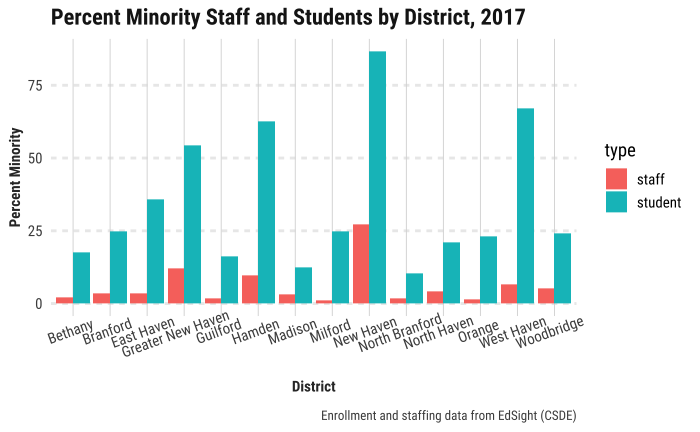 Percent Minority Staff and Students by District, 2017
Percent Minority
75
50
25
0
Bethany
Branford
East Haven
Greater New Haven
Guilford
Hamden
Madison
Milford
New Haven
North Branford
North Haven
Orange
West Haven
Woodbridge
District
type
staff
student
Enrollment and staffing data from EdSight (CSDE)